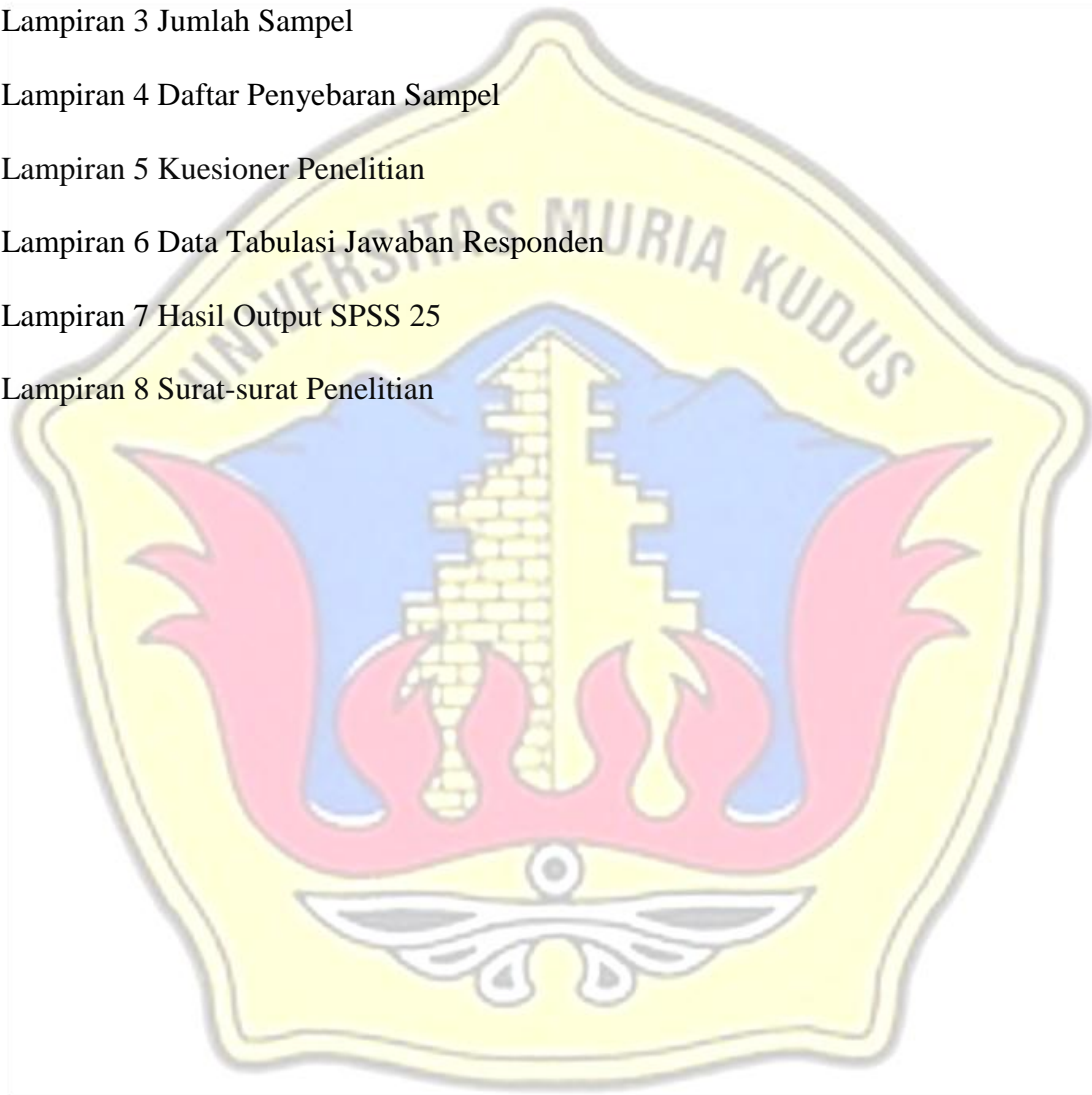 Lampiran 3 Jumlah Sampel
Lampiran 4 Daftar Penyebaran Sampel
Lampiran 5 Kuesioner Penelitian
Lampiran 6 Data Tabulasi Jawaban Responden
Lampiran 7 Hasil Output SPSS 25
Lampiran 8 Surat-surat Penelitian
UNIVERSITAS MURIA KUDUS